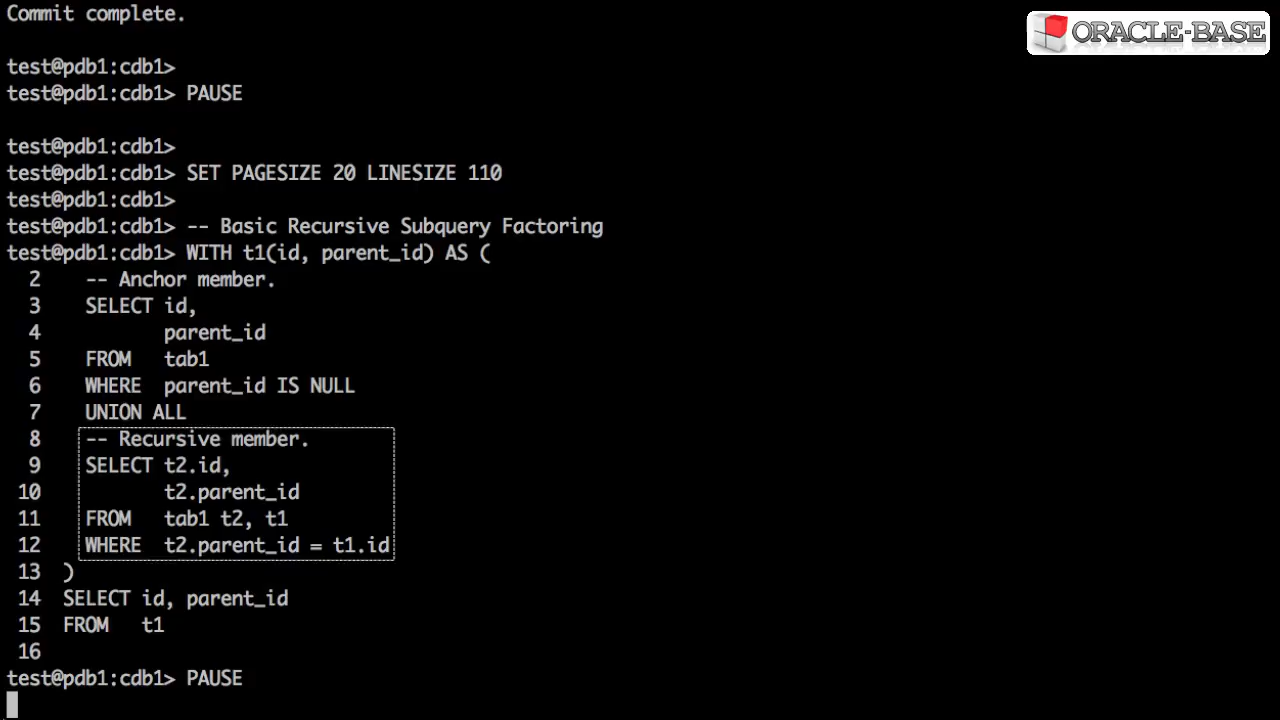 Commit complete.
ORACLE-BASE
test@pdb1:cdb1>
test@pdb1:cdb1> PAUSE
test@pdb1:cdb1>
test@pdb1:cdb1> SET PAGESIZE 20 LINESIZE 110
test@pdb1:cdb1>
test@pdb1:cdb1> -- Basic Recursive Subquery Factoring
test@pdb1:cdb1> WITH t1(id, parent_id) AS (
  2    -- Anchor member.
  3    SELECT id,
  4           parent_id
  5    FROM   tab1
  6    WHERE  parent_id IS NULL
  7    UNION ALL
  8    -- Recursive member.
  9    SELECT t2.id,
 10           t2.parent_id
 11    FROM   tab1 t2, t1
 12    WHERE  t2.parent_id = t1.id
 13  )
 14  SELECT id, parent_id
 15  FROM   t1
 16
test@pdb1:cdb1> PAUSE